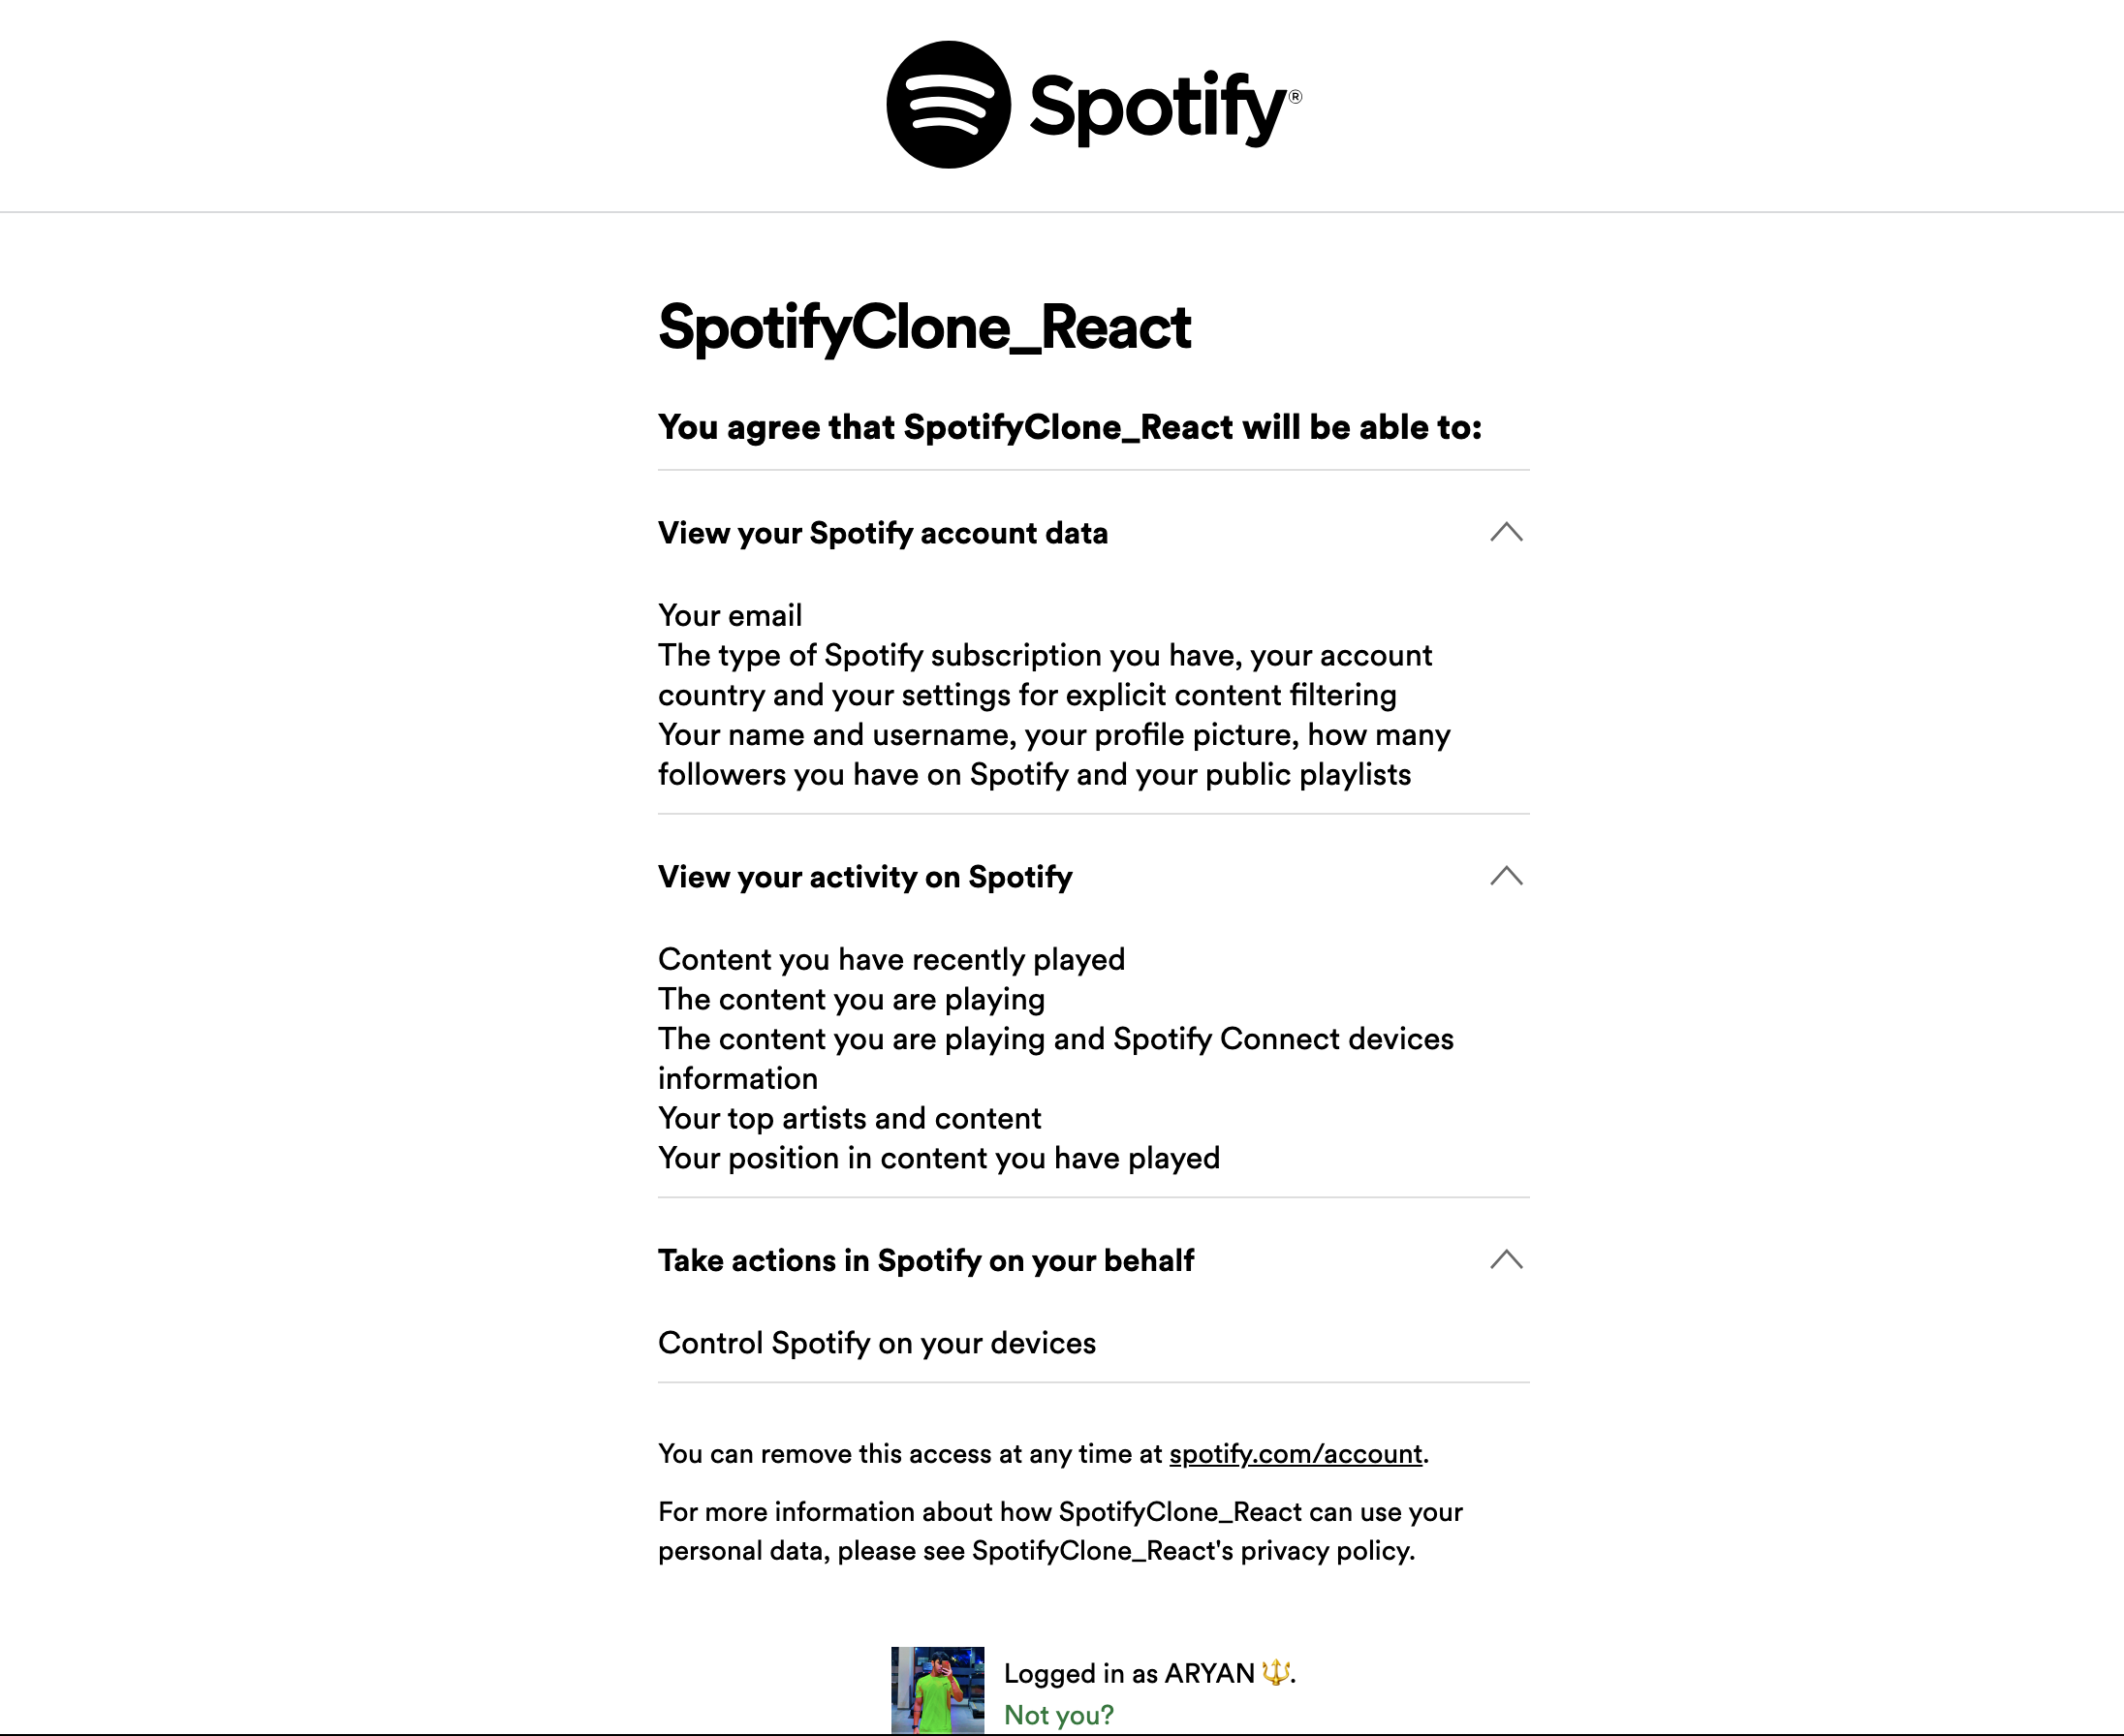 Spotify®
SpotifyClone_React
You agree that SpotifyClone_React will be able to:
View your Spotify account data
Your email
The type of Spotify subscription you have, your account
country and your settings for explicit content filtering
Your name and username, your profile picture, how many
followers you have on Spotify and your public playlists
View your activity on Spotify
Content you have recently played
The content you are playing
The content you are playing and Spotify Connect devices
information
Your top artists and content
Your position in content you have played
Take actions in Spotify on your behalf
Control Spotify on your devices
You can remove this access at any time at spotify.com/account.
For more information about how SpotifyClone_React can use your
personal data, please see SpotifyClone_React's privacy policy.
Logged in as ARYAN 🔱.
Not you?